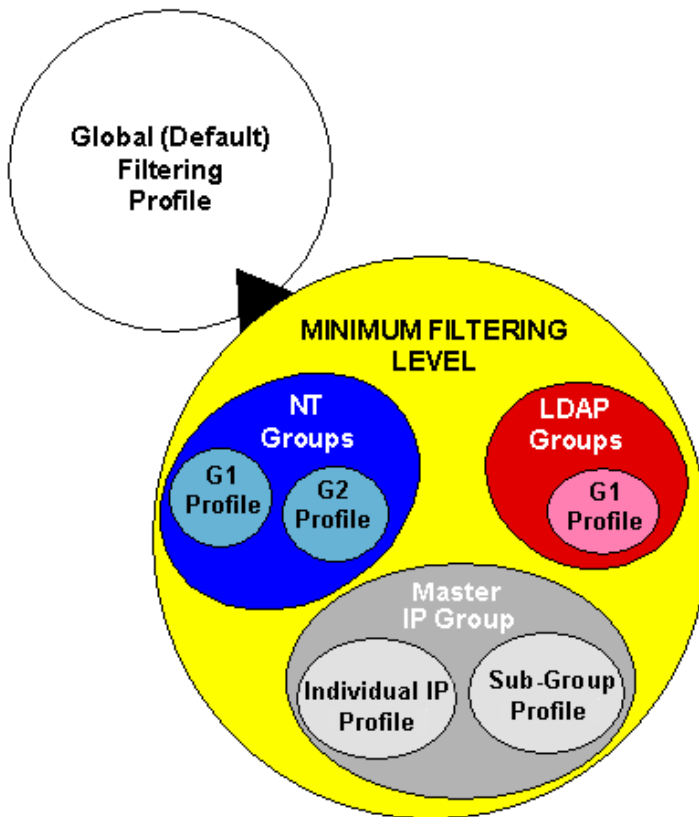 Global (Default)
Filtering
Profile
MINIMUM FILTERING
LEVEL
NT
Groups
G1
Profile
G2
Profile
LDAP
Groups
G1
Profile
Master
IP Group
Individual IP
Profile
Sub-Group
Profile